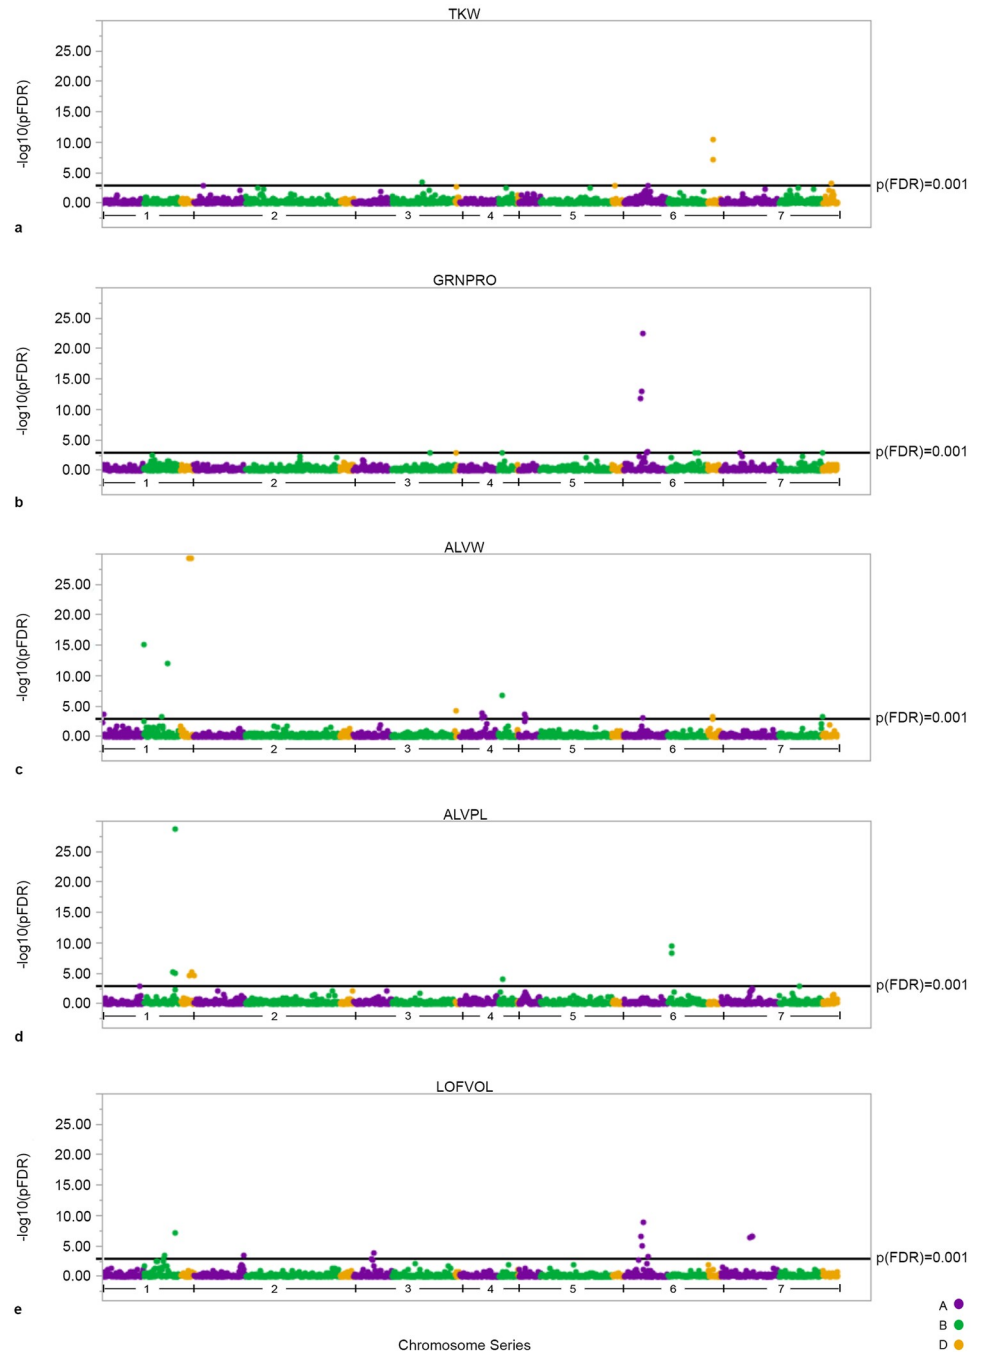 TKW
25.00
20.00
15.00
10.00
5.00
0.00
-log10(pFDR)
p(FDR)=0.001
1 2 3 4 5 6 7
a
GRNPRO
25.00
20.00
15.00
10.00
5.00
0.00
-log10(pFDR)
p(FDR)=0.001
1 2 3 4 5 6 7
b
ALVW
25.00
20.00
15.00
10.00
5.00
0.00
-log10(pFDR)
p(FDR)=0.001
1 2 3 4 5 6 7
c
ALVPL
25.00
20.00
15.00
10.00
5.00
0.00
-log10(pFDR)
p(FDR)=0.001
1 2 3 4 5 6 7
d
LOFVOL
25.00
20.00
15.00
10.00
5.00
0.00
-log10(pFDR)
p(FDR)=0.001
1 2 3 4 5 6 7
e
A
B
D
Chromosome Series